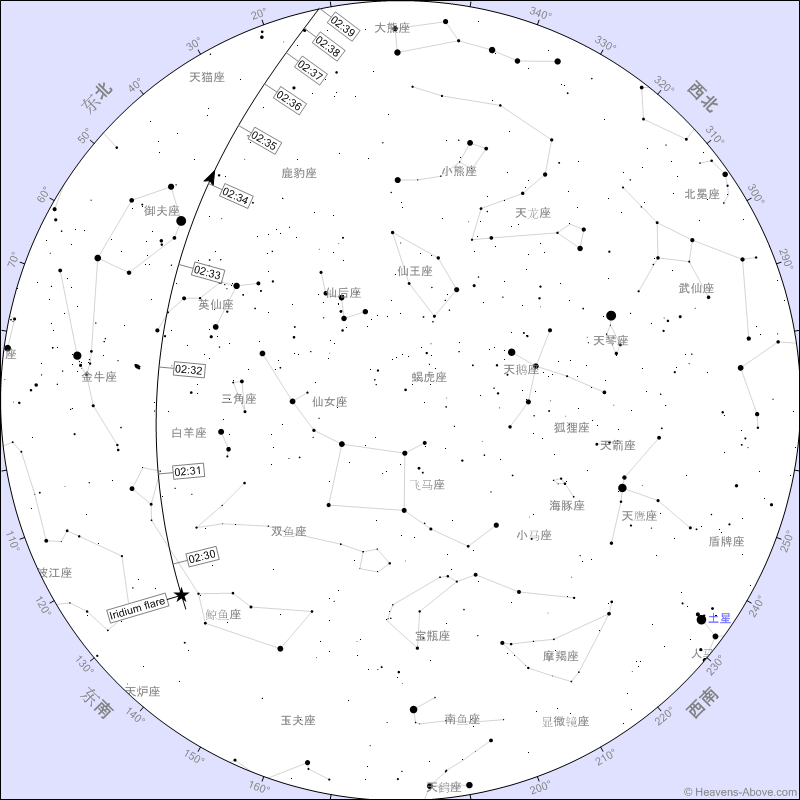 02:39
大熊座
340°
30°
20°
02:38
330°
02:37
天猫座
320°
40°
东北
西北
02:36
50°
310°
02:35
鹿豹座
小熊座
60°
02:34
北冕座
300°
御夫座
天龙座
70°
02:33
仙王座
290°
英仙座
仙后座
武仙座
天琴座
座
02:32
金牛座
蝎虎座
天鹅座
三角座
仙女座
白羊座
狐狸座
天箭座
02:31
飞马座
海豚座
天鹰座
双鱼座
小马座
110°
盾牌座
250°
02:30
波江座
120°
Iridium flare
鲸鱼座
240°
土星
宝瓶座
摩羯座
人马
130°
230°
东南
天炉座
西南
140°
玉夫座
南鱼座
显微镜座
220°
150°
210°
160°
天鹤座
200°
© Heavens-Above.com